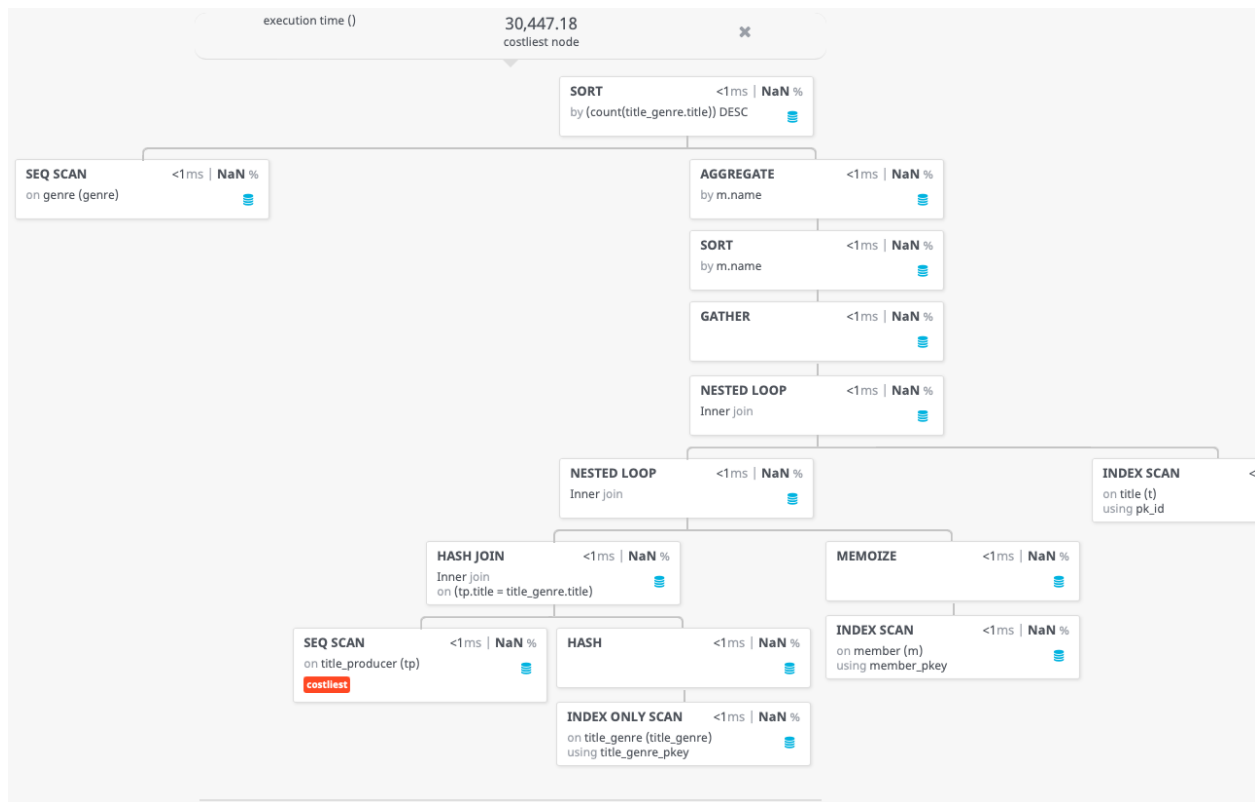 execution time ()
30,447.18
costliest node
SORT <1ms | NaN %
by (count(title_genre.title)) DESC
SEQ SCAN <1ms | NaN %
on genre (genre)
AGGREGATE <1ms | NaN %
by m.name
SORT <1ms | NaN %
by m.name
GATHER <1ms | NaN %
NESTED LOOP <1ms | NaN %
Inner join
NESTED LOOP <1ms | NaN %
Inner join
INDEX SCAN <
on title (t)
using pk_id
HASH JOIN <1ms | NaN %
Inner join
on (tp.title = title_genre.title)
MEMOIZE <1ms | NaN %
SEQ SCAN <1ms | NaN %
on title_producer (tp)
costliest
HASH <1ms | NaN %
INDEX SCAN <1ms | NaN %
on member (m)
using member_pkey
INDEX ONLY SCAN <1ms | NaN %
on title_genre (title_genre)
using title_genre_pkey